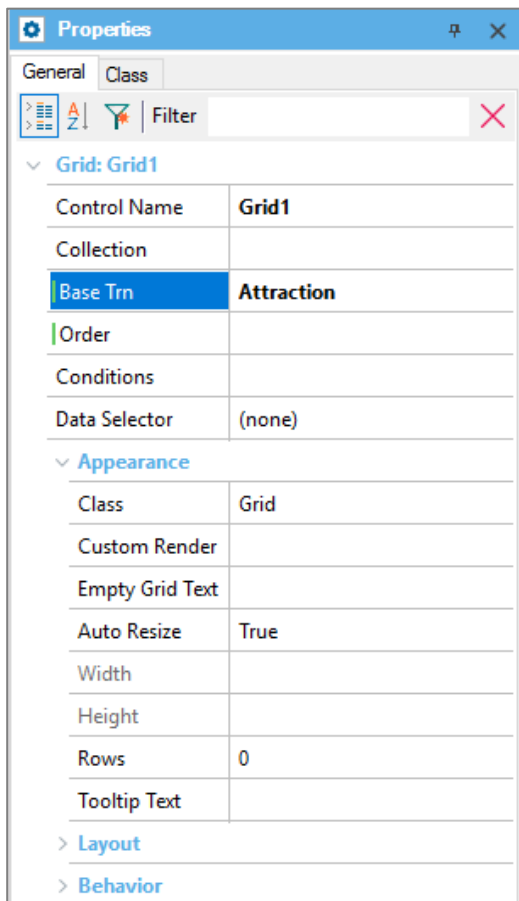 Properties
General Class
Filter
Grid: Grid1
Control Name Grid1
Collection
Base Trn Attraction
Order
Conditions
Data Selector (none)
Appearance
Class Grid
Custom Render
Empty Grid Text
Auto Resize True
Width
Height
Rows 0
Tooltip Text
Layout
Behavior